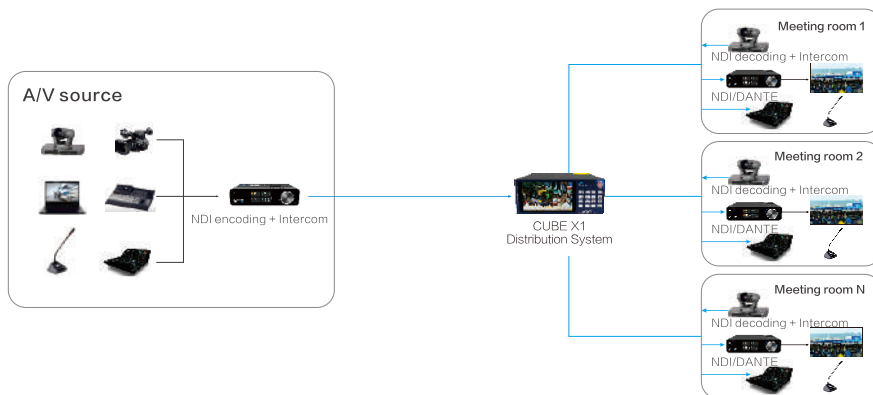 A/V source
NDI encoding + Intercom
CUBE X1
Distribution System
Meeting room 1
NDI decoding + Intercom
NDI/DANTE
Meeting room 2
NDI decoding + Intercom
NDI/DANTE
Meeting room N
NDI decoding + Intercom
NDI/DANTE